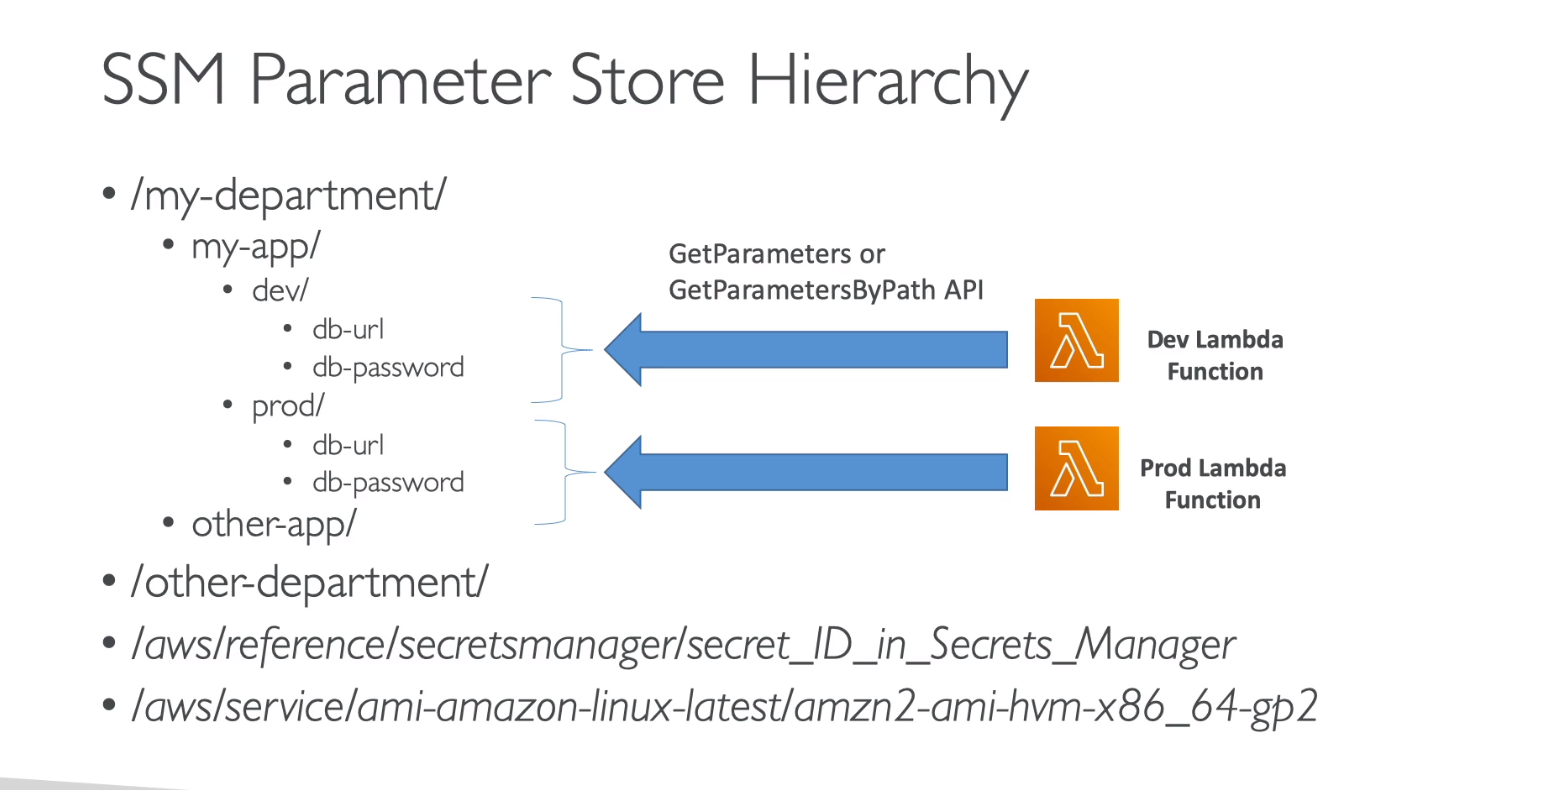 SSM Parameter Store Hierarchy
• /my-department/
• my-app/
• dev/
• db-url
• db-password
• prod/
• db-url
• db-password
• other-app/
• /other-department/
• /aws/reference/secretsmanager/secret_ID_in_Secrets_Manager
• /aws/service/ami-amazon-linux-latest/amzn2-ami-hvm-x86_64-gp2
GetParameters or
GetParametersByPath API
Dev Lambda
Function
Prod Lambda
Function